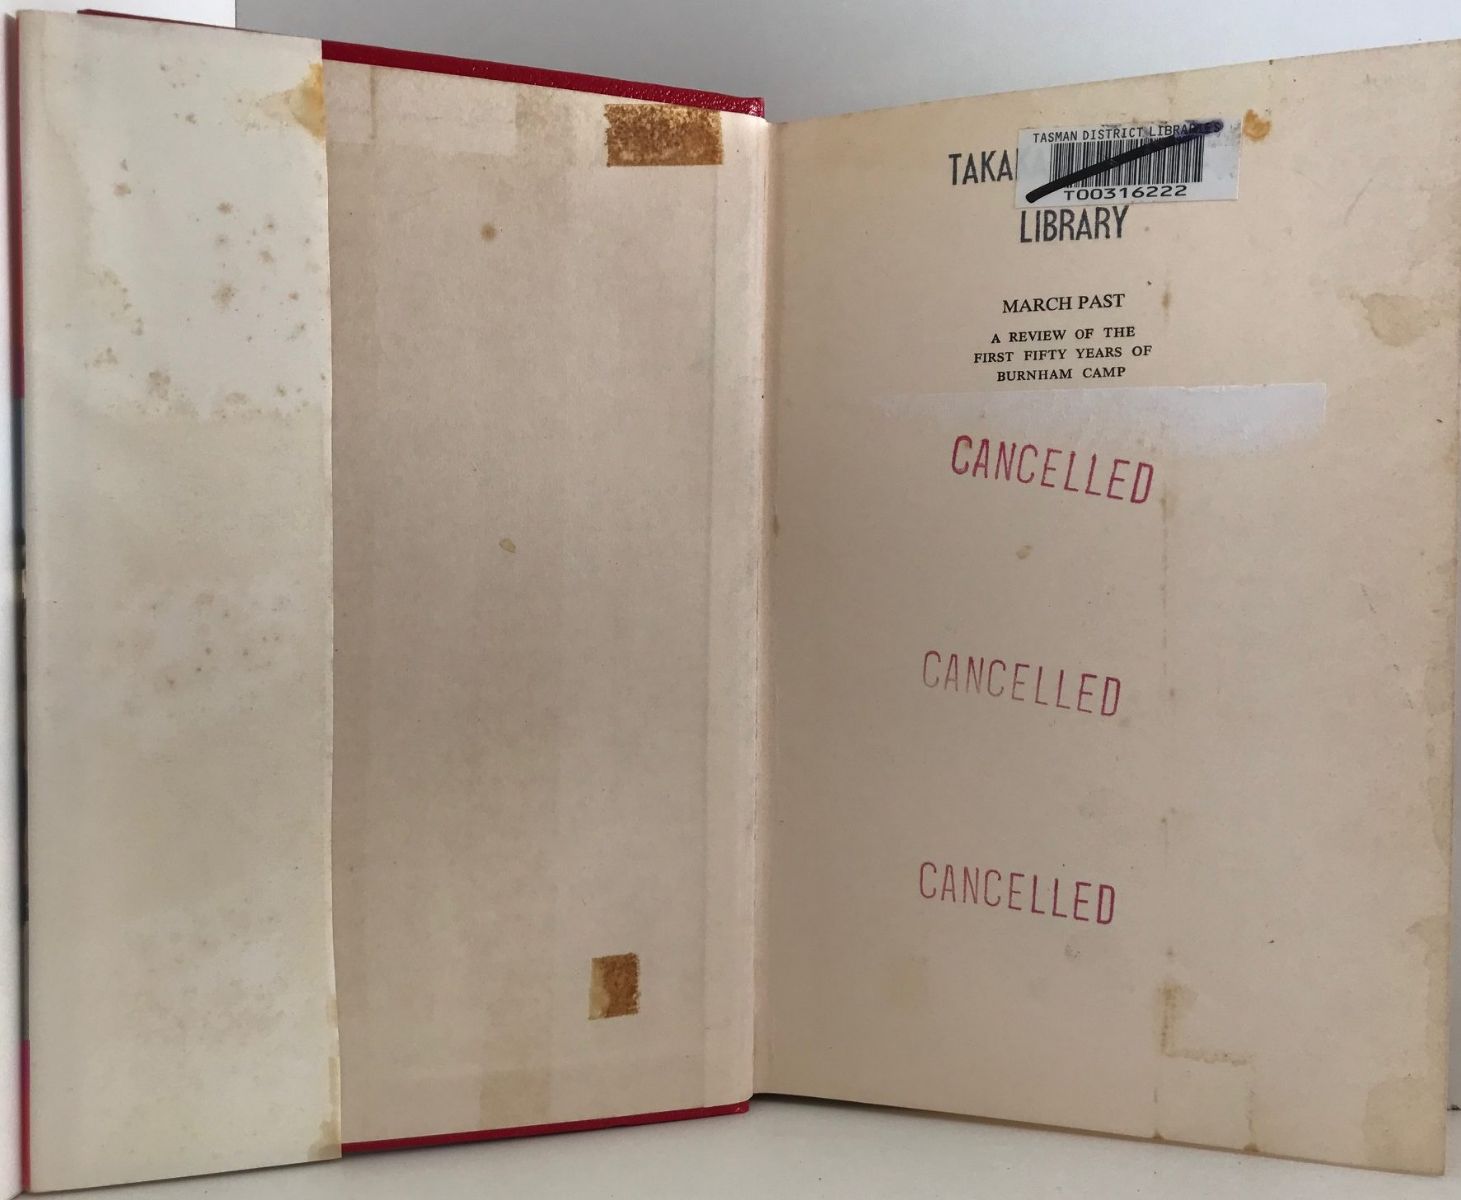 TASMAN DISTRICT LIBRARIES
T00316222
LIBRARY
MARCH PAST
A REVIEW OF THE
FIRST FIFTY YEARS OF
BURNHAM CAMP
CANCELLED
CANCELLED
CANCELLED